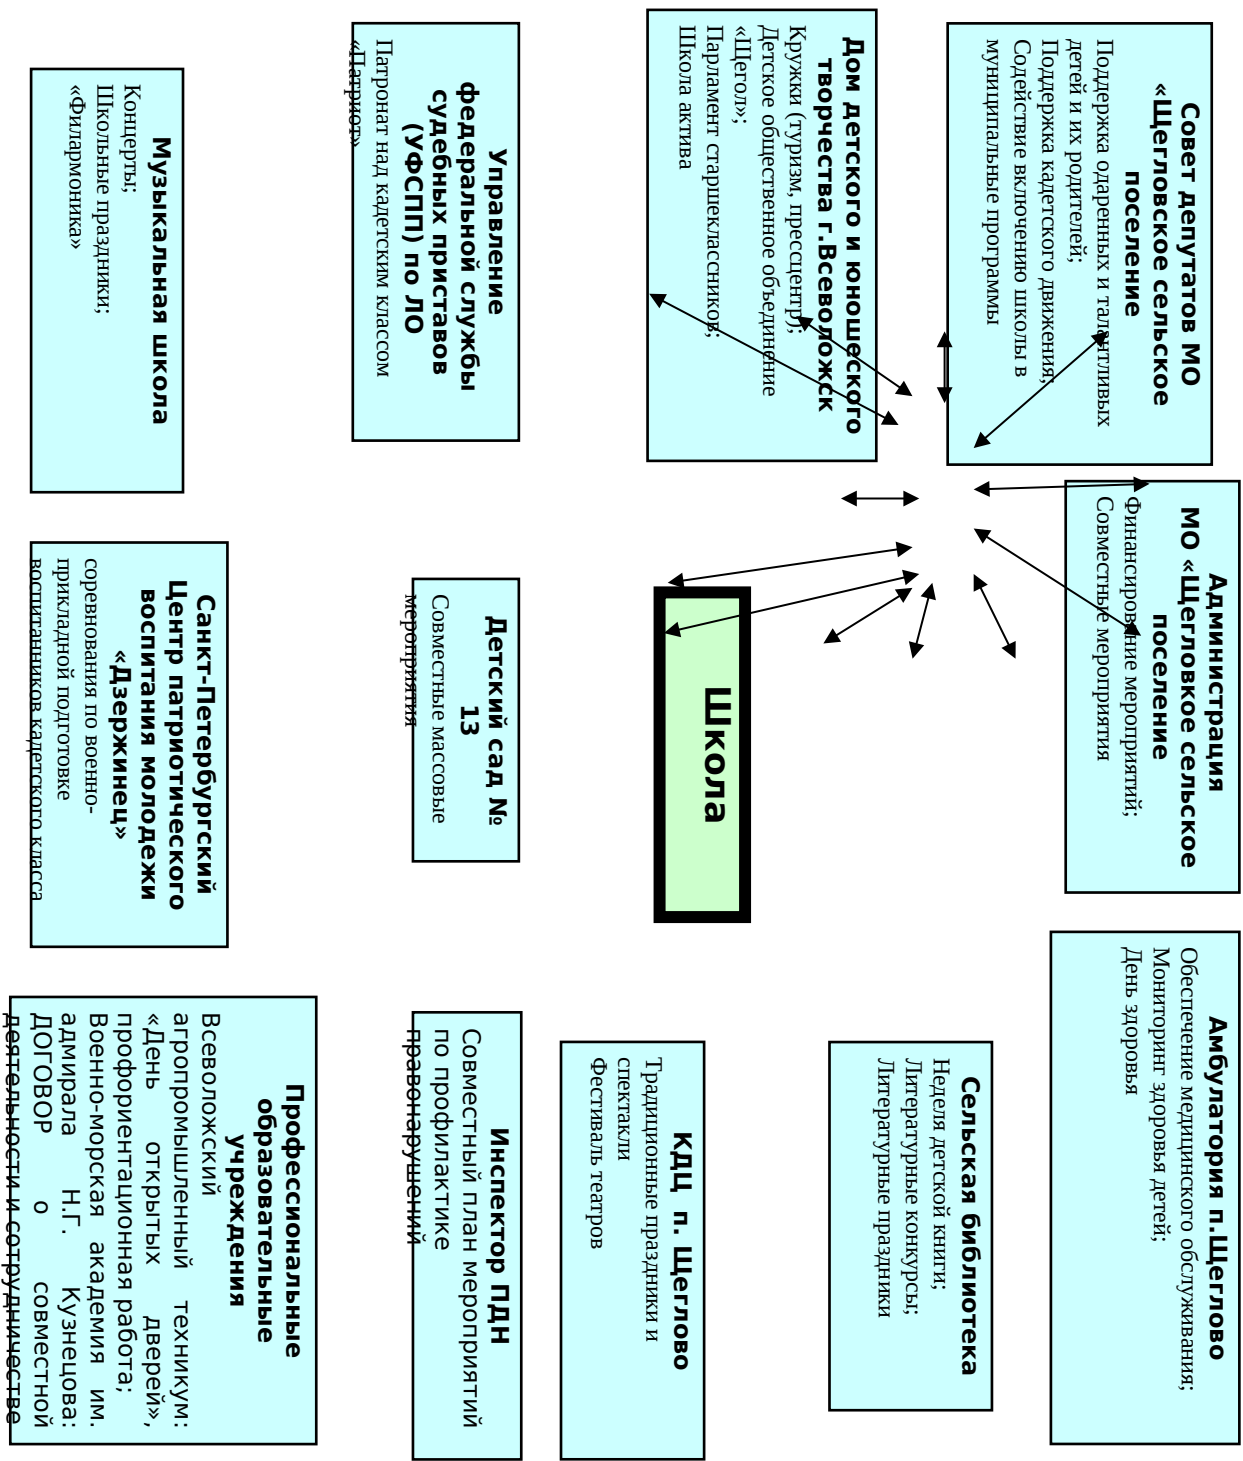 Совет депутатов МО
«Щегловское сельское
поселение
Поддержка одаренных и талантливых
детей и их родителей;
Поддержка кадетского движения;
Содействие включению школы в
муниципальные программы
Администрация
МО «Щегловкое сельское
поселение
Финансирование мероприятий;
Совместные мероприятия
Амбулатория п.Щеглово
Обеспечение медицинского обслуживания;
Мониторинг здоровья детей;
День здоровья
Дом детского и юношеского
творчества г.Всеволожск
Кружки (туризм, прессцентр);
Детское общественное объединение
«Щегол»;
Парламент старшеклассников;
Школа актива
Школа
Сельская библиотека
Неделя детской книги;
Литературные конкурсы;
Литературные праздники
КДЦ п. Щеглово
Традиционные праздники и
спектакли
Фестиваль театров
Управление
федеральной службы
судебных приставов
(УФСПП) по ЛО
Патронат над кадетским классом
«Патриот»
Детский сад №
13
Совместные массовые
мероприятия
Инспектор ПДН
Совместный план мероприятий
по профилактике
правонарушений
Музыкальная школа
Концерты;
Школьные праздники;
«Филармоника»
Санкт-Петербургский
Центр патриотического
воспитания молодежи
«Дзержинец»
соревнования по военно-
прикладной подготовке
воспитанников кадетского класса
Профессиональные
образовательные
учреждения
Всеволожский
агропромышленный техникум:
«День открытых дверей»,
профориентационная работа;
Военно-морская академия им.
адмирала Н.Г. Кузнецова:
ДОГОВОР о совместной
деятельности и сотрудничестве